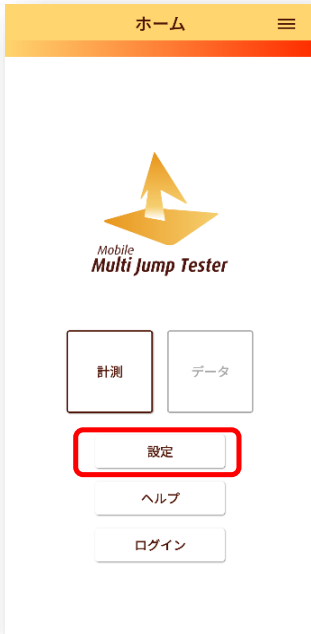 ホーム
Mobile
Multi Jump Tester
計測
データ
設定
ヘルプ
ログイン